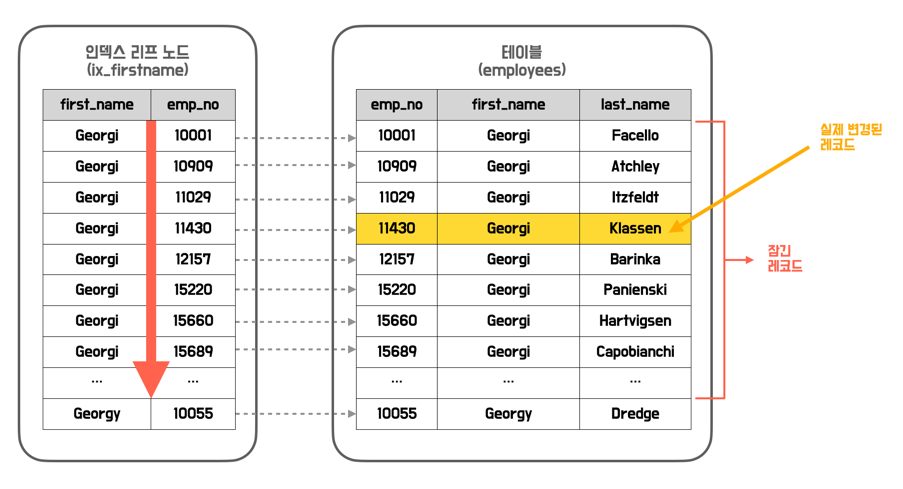 인덱스 리프 노드
(ix_firstname)
first_name emp_no
Georgi 10001
Georgi 10909
Georgi 11029
Georgi 11430
Georgi 12157
Georgi 15220
Georgi 15660
Georgi 15689
... ...
Georgy 10055
테이블
(employees)
emp_no first_name last_name
10001 Georgi Facello
10909 Georgi Atchley
11029 Georgi Itzfeldt
11430 Georgi Klassen
12157 Georgi Barinka
15220 Georgi Panienski
15660 Georgi Hartvigsen
15689 Georgi Capobianchi
... ... ...
10055 Georgy Dredge
실제 변경된
레코드
잠긴
레코드